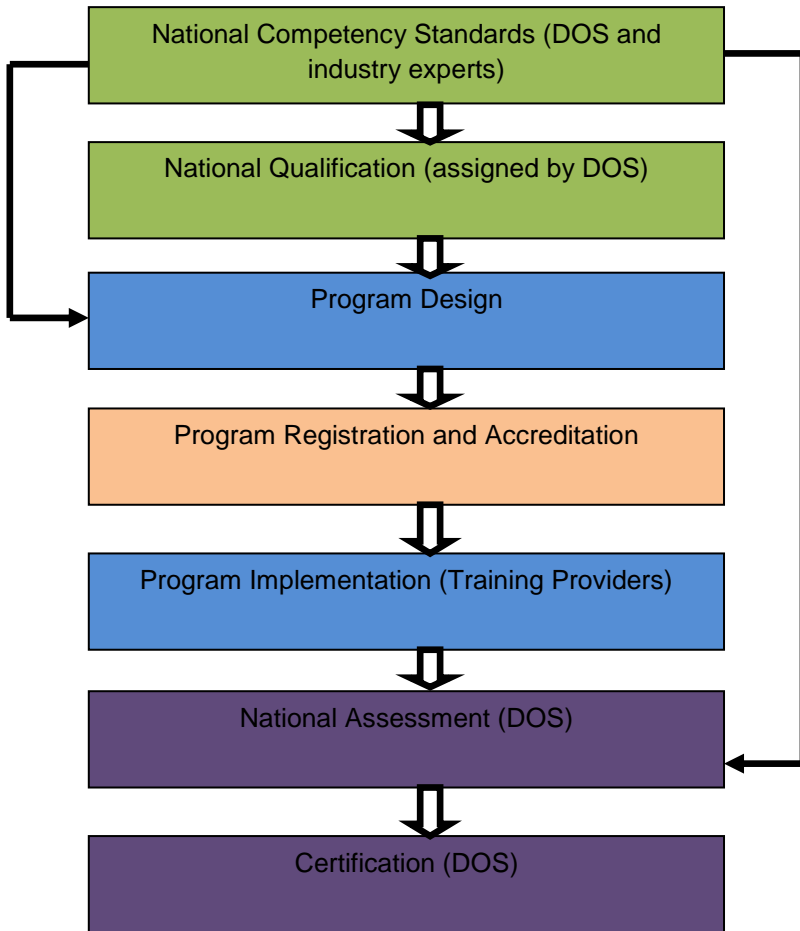 National Competency Standards (DOS and
industry experts)
National Qualification (assigned by DOS)
Program Design
Program Registration and Accreditation
Program Implementation (Training Providers)
National Assessment (DOS)
Certification (DOS)